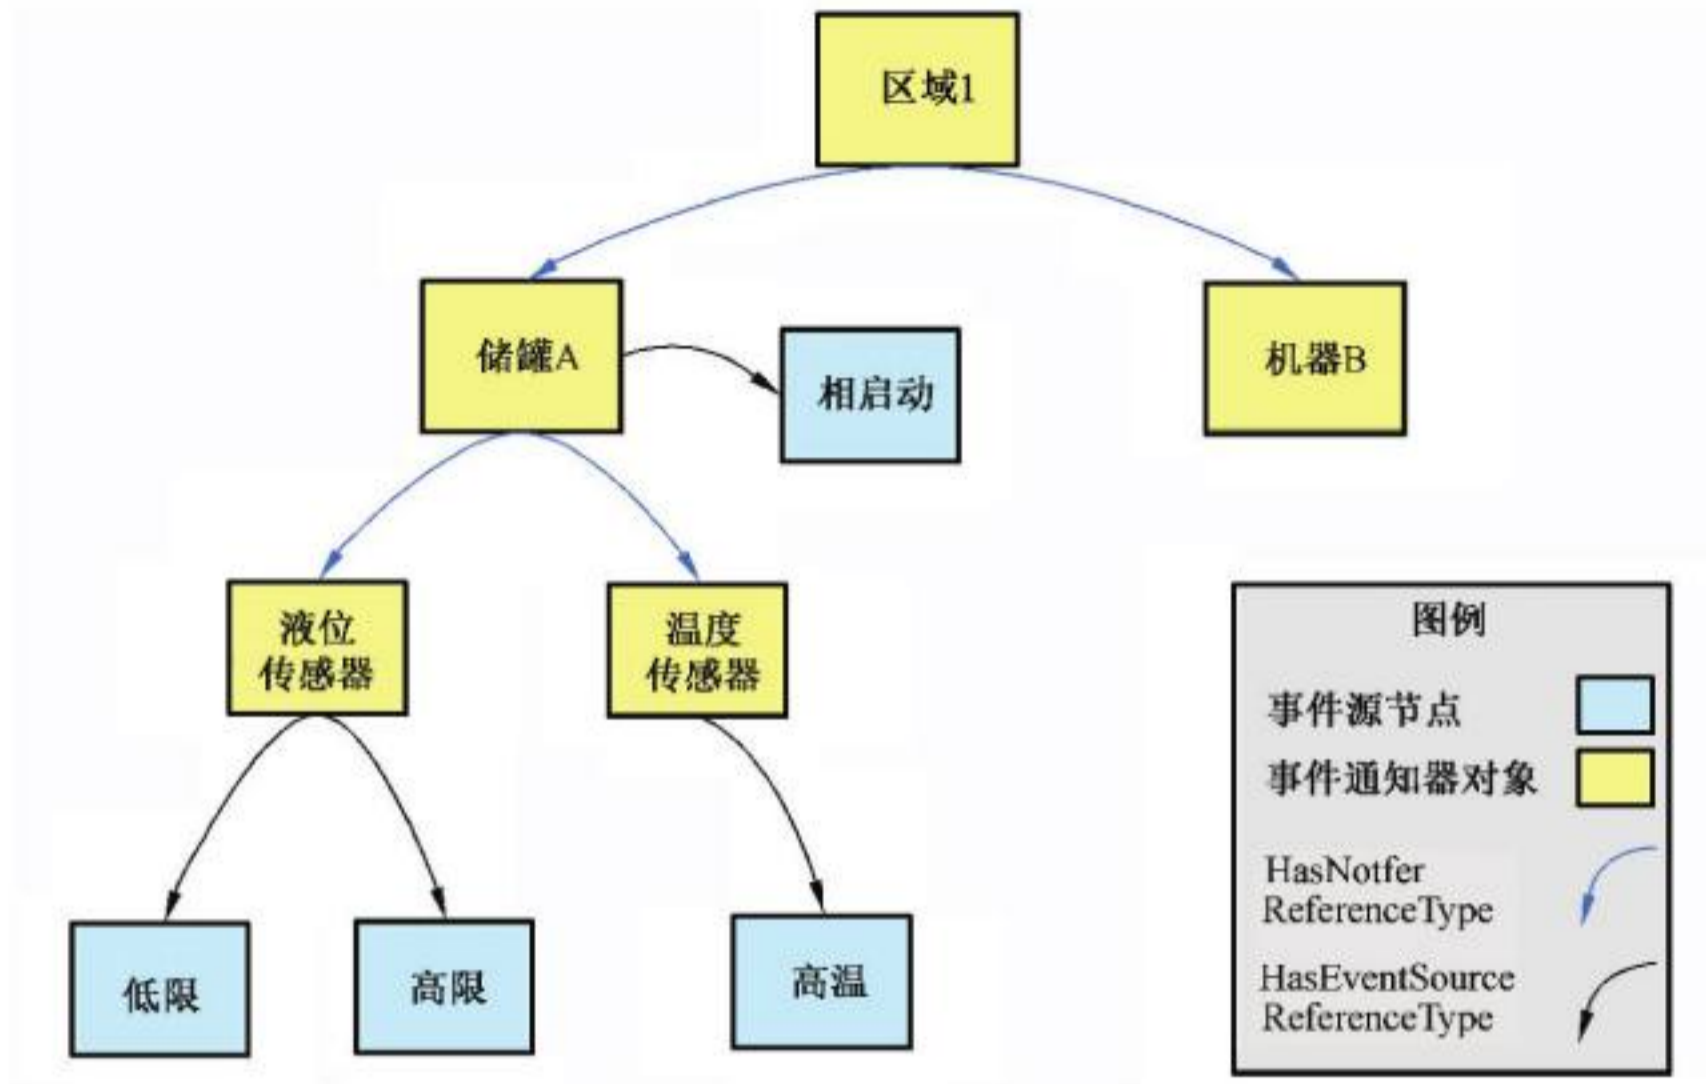 区域1
储罐A
相启动
机器B
液位
传感器
温度
传感器
低限
高限
高温
图例
事件源节点
事件通知器对象
HasNotfer
ReferenceType
HasEventSource
ReferenceType